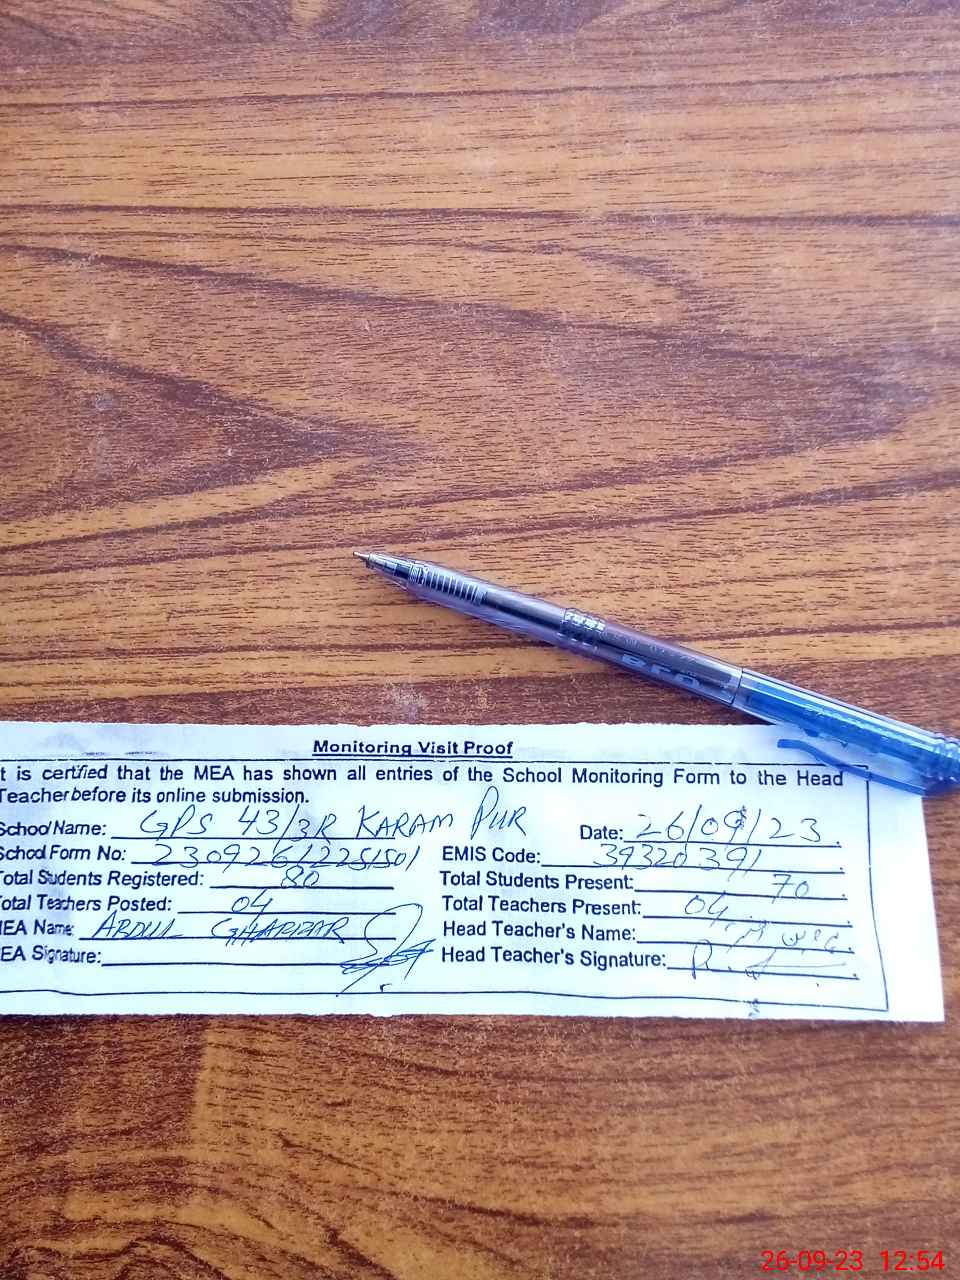 Monitoring Visit Proof
t is certified that the MEA has shown all entries of the School Monitoring Form to the Head
Teacher before its online submission.
School Name: GPS 43/3R KARAM PUR Date: 26/09/23
School Form No: 23092612251501 EMIS Code: 39320391
Total Students Registered: 80 Total Students Present: 70
Total Teachers Posted: 04 Total Teachers Present: 04
MEA Name: ABDUL GHAFFAR Head Teacher's Name:
EA Signature: Head Teacher's Signature:
26-09-23 12:54